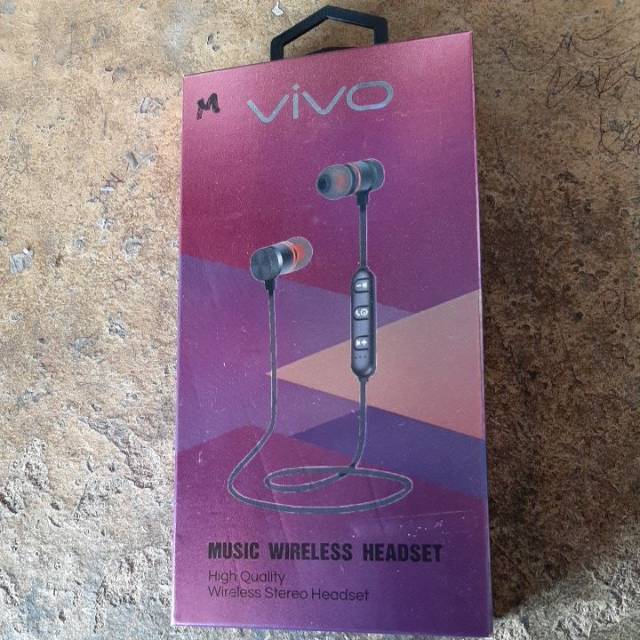 M
vivo
MUSIC WIRELESS HEADSET
High Quality
Wireless Stereo Headset